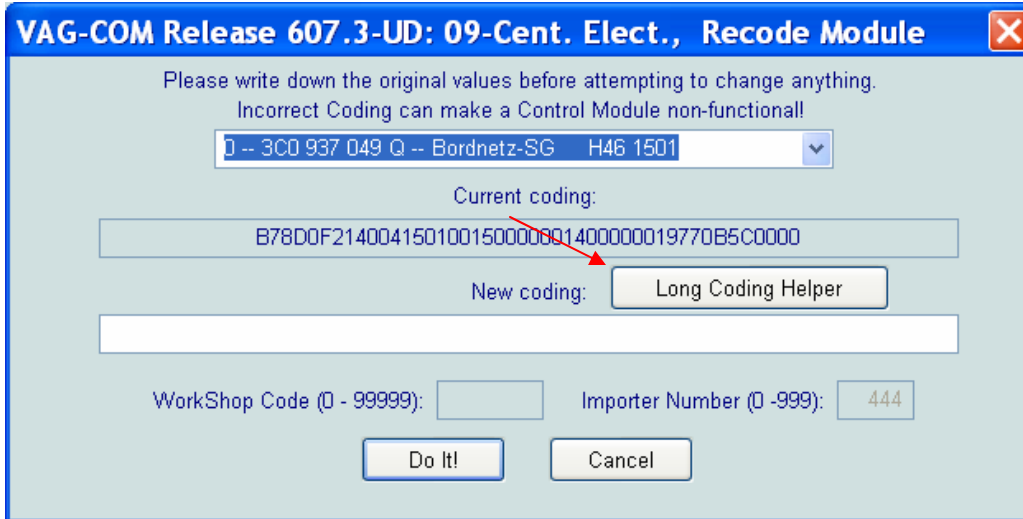 VAG-COM Release 607.3-UD: 09-Cent. Elect., Recode Module
Please write down the original values before attempting to change anything.
Incorrect Coding can make a Control Module non-functional!
0 -- 3C0 937 049 Q -- Bordnetz-SG H46 1501
Current coding:
B78D0F214004150100150000001400000019770B5C0000
New coding: Long Coding Helper
WorkShop Code (0 - 99999): Importer Number (0 -999): 444
Do It! Cancel